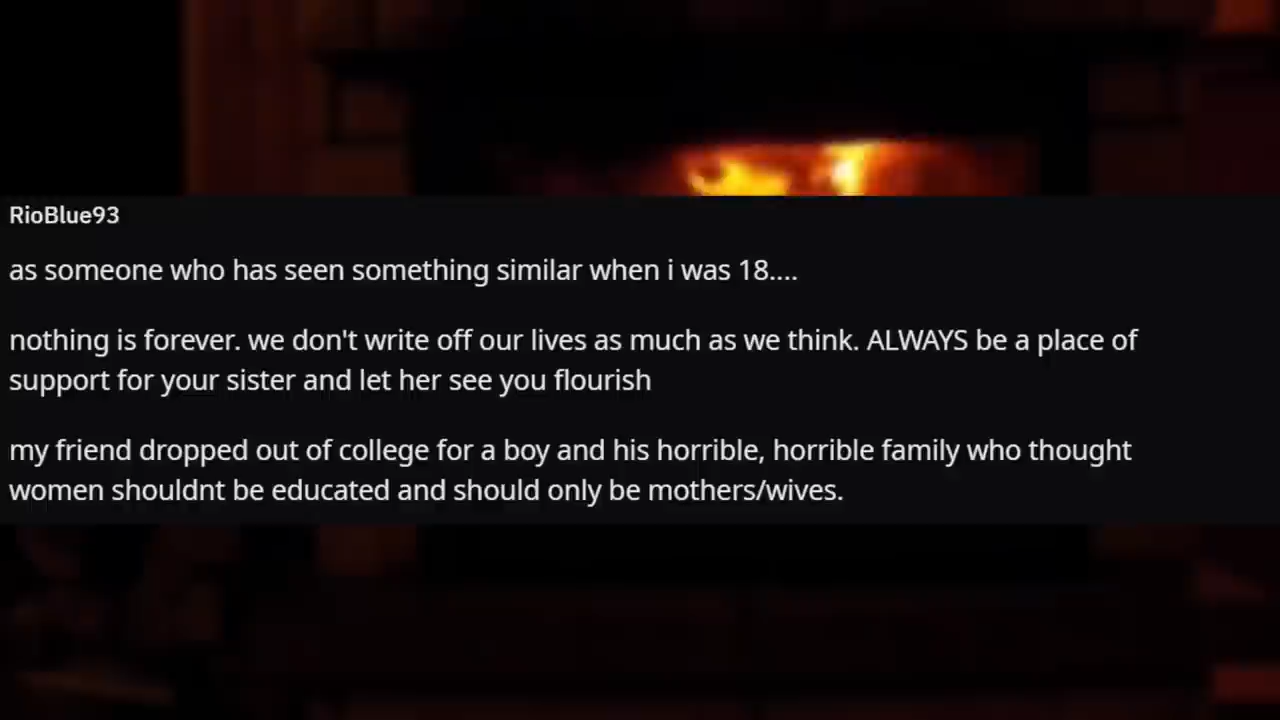 RioBlue93
as someone who has seen something similar when i was 18....
nothing is forever. we don't write off our lives as much as we think. ALWAYS be a place of
support for your sister and let her see you flourish
my friend dropped out of college for a boy and his horrible, horrible family who thought
women shouldnt be educated and should only be mothers/wives.